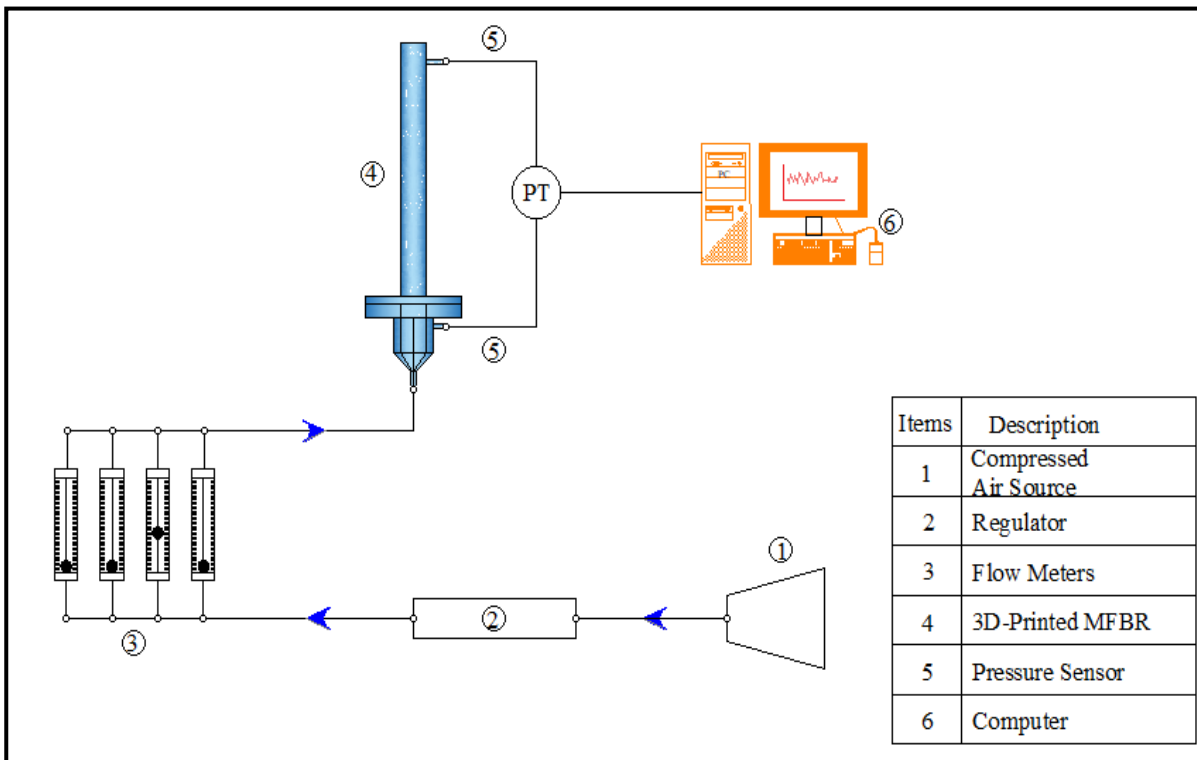 ⑤
④
PT
PC
⑥
⑤
①
②
③
Items Description
1 Compressed
Air Source
2 Regulator
3 Flow Meters
4 3D-Printed MFBR
5 Pressure Sensor
6 Computer